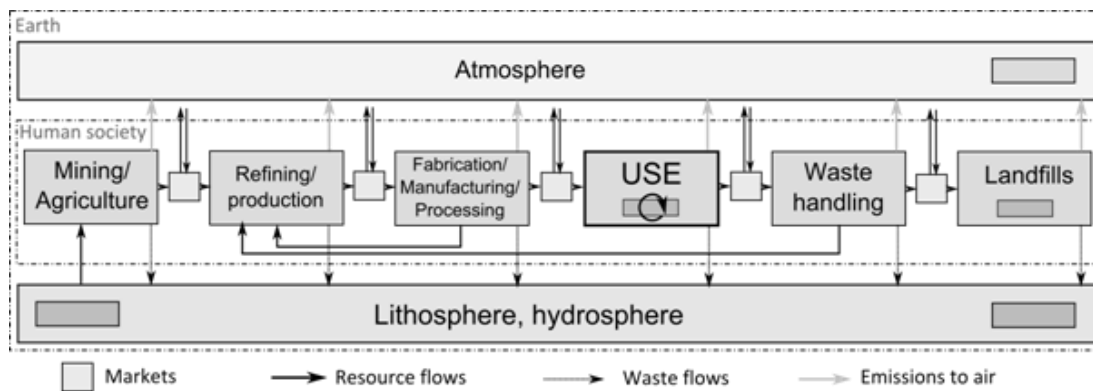 Earth
Atmosphere
Human society
Mining/
Agriculture
Refining/
production
Fabrication/
Manufacturing/
Processing
USE
Waste
handling
Landfills
Lithosphere, hydrosphere
Markets
Resource flows
Waste flows
Emissions to air